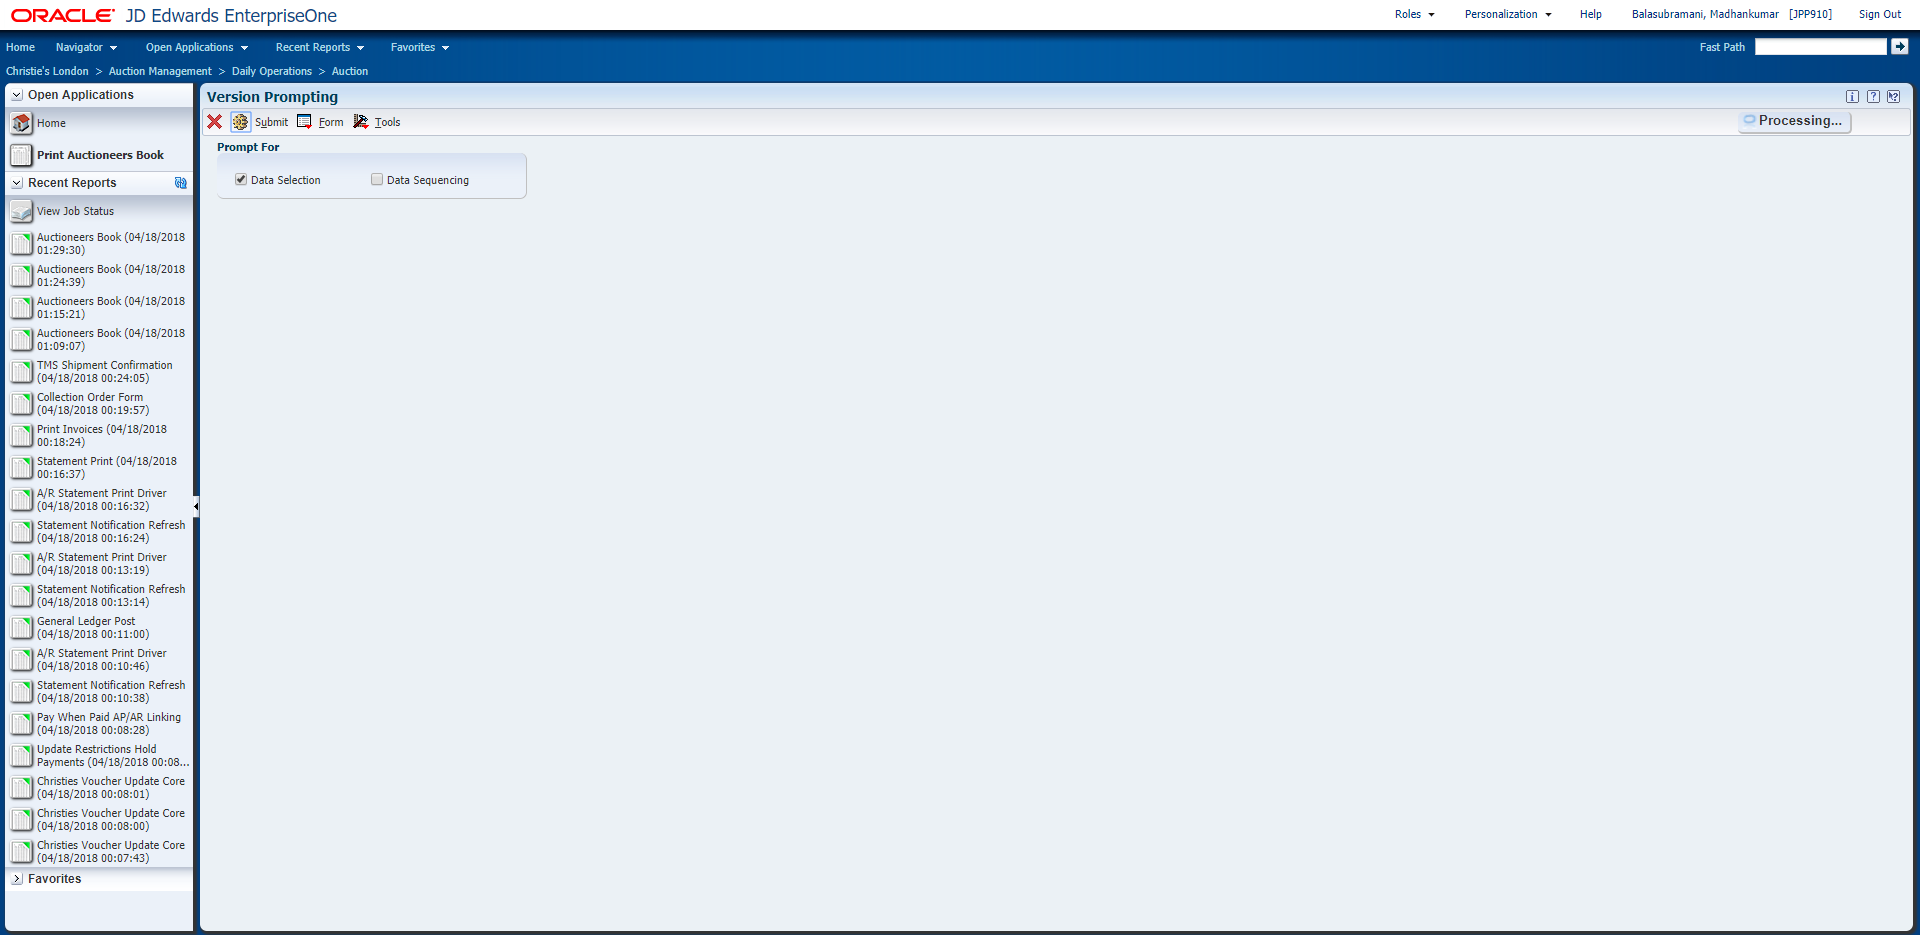 ORACLE JD Edwards EnterpriseOne
Roles Personalization Help Balasubramani, Madhankumar [JPP910] Sign Out
Home Navigator Open Applications Recent Reports Favorites Fast Path
Christie's London > Auction Management > Daily Operations > Auction
Open Applications
Home
Print Auctioneers Book
Recent Reports
View Job Status
Auctioneers Book (04/18/2018
01:29:30)
Auctioneers Book (04/18/2018
01:24:39)
Auctioneers Book (04/18/2018
01:15:21)
Auctioneers Book (04/18/2018
01:09:07)
TMS Shipment Confirmation
(04/18/2018 00:24:05)
Collection Order Form
(04/18/2018 00:19:57)
Print Invoices (04/18/2018
00:18:24)
Statement Print (04/18/2018
00:16:37)
A/R Statement Print Driver
(04/18/2018 00:16:32)
Statement Notification Refresh
(04/18/2018 00:16:24)
A/R Statement Print Driver
(04/18/2018 00:13:19)
Statement Notification Refresh
(04/18/2018 00:13:14)
General Ledger Post
(04/18/2018 00:11:00)
A/R Statement Print Driver
(04/18/2018 00:10:46)
Statement Notification Refresh
(04/18/2018 00:10:38)
Pay When Paid AP/AR Linking
(04/18/2018 00:08:28)
Update Restrictions Hold
Payments (04/18/2018 00:08...
Christies Voucher Update Core
(04/18/2018 00:08:01)
Christies Voucher Update Core
(04/18/2018 00:08:00)
Christies Voucher Update Core
(04/18/2018 00:07:43)
Favorites
Version Prompting
Submit Form Tools
Processing...
Prompt For
Data Selection Data Sequencing